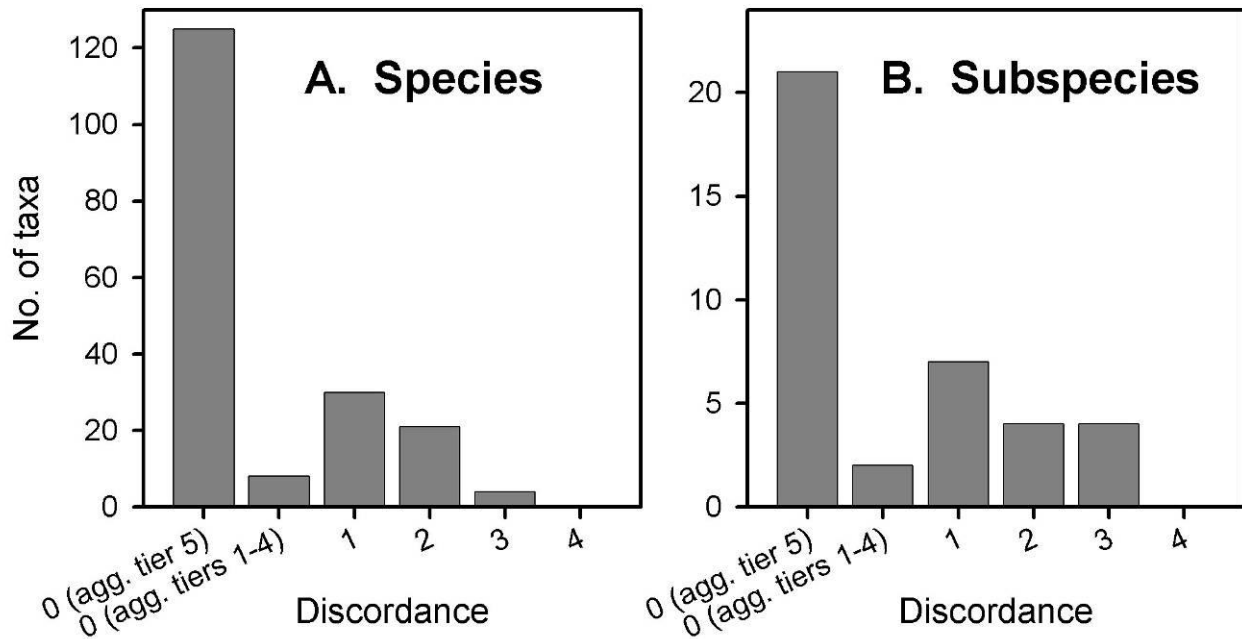 A. Species
No. of taxa
120
100
80
60
40
20
0
0 (agg. tier 5)
0 (agg. tiers 1-4)
1
2
3
4
Discordance
B. Subspecies
20
15
10
5
0
0 (agg. tier 5)
0 (agg. tiers 1-4)
1
2
3
4
Discordance